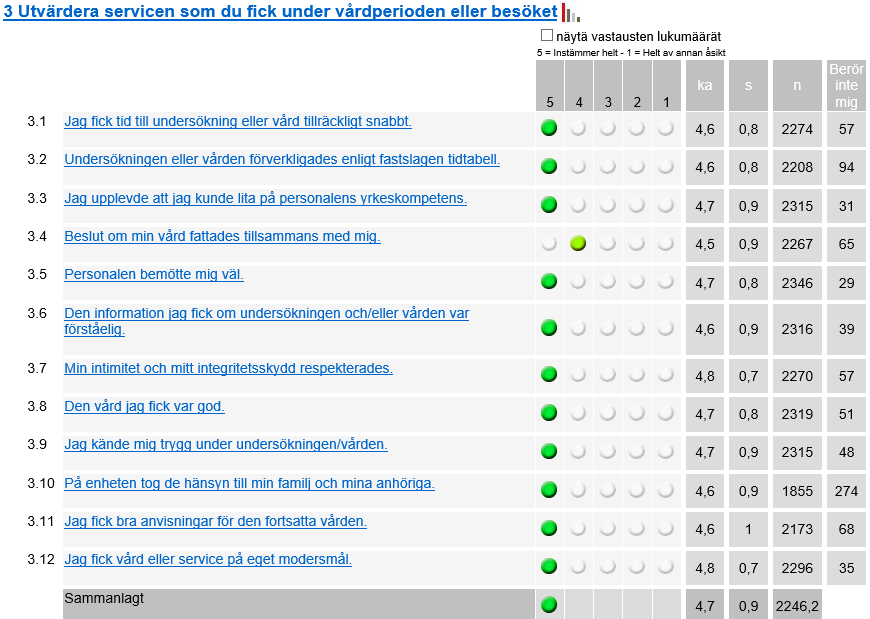 3 Utvärdera servicen som du fick under vårdperioden eller besöket
näytä vastausten lukumäärät
5 = Instämmer helt - 1 = Helt av annan åsikt
5 4 3 2 1 ka s n Berör inte mig
3.1 Jag fick tid till undersökning eller vård tillräckligt snabbt. 4,6 0,8 2274 57
3.2 Undersökningen eller vården förverkligades enligt fastslagen tidtabell. 4,6 0,8 2208 94
3.3 Jag upplevde att jag kunde lita på personalens yrkeskompetens. 4,7 0,9 2315 31
3.4 Beslut om min vård fattades tillsammans med mig. 4,5 0,9 2267 65
3.5 Personalen bemötte mig väl. 4,7 0,8 2346 29
3.6 Den information jag fick om undersökningen och/eller vården var
förståelig. 4,6 0,9 2316 39
3.7 Min intimitet och mitt integritetsskydd respekterades. 4,8 0,7 2270 57
3.8 Den vård jag fick var god. 4,7 0,8 2319 51
3.9 Jag kände mig trygg under undersökningen/vården. 4,7 0,9 2315 48
3.10 På enheten tog de hänsyn till min familj och mina anhöriga. 4,6 0,9 1855 274
3.11 Jag fick bra anvisningar för den fortsatta vården. 4,6 1 2173 68
3.12 Jag fick vård eller service på eget modersmål. 4,8 0,7 2296 35
Sammanlagt 4,7 0,9 2246,2